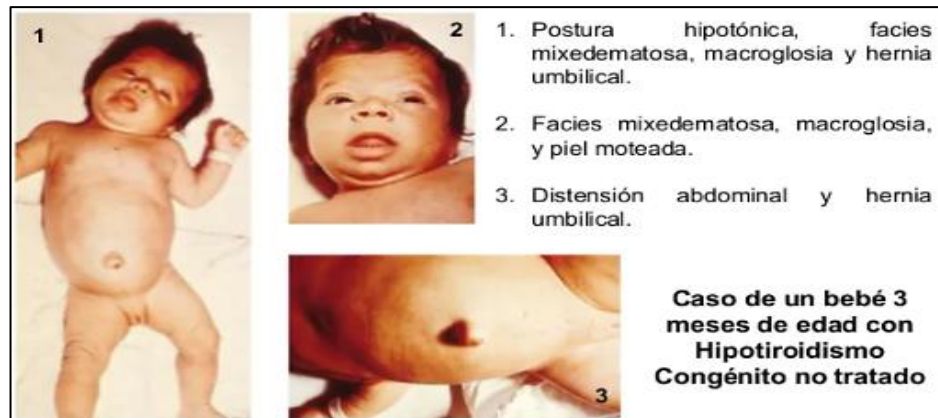 1
2
1. Postura hipotónica, facies
mixedematosa, macroglosia y hernia
umbilical.
2. Facies mixedematosa, macroglosia,
y piel moteada.
3. Distensión abdominal y hernia
umbilical.
3
Caso de un bebé 3
meses de edad con
Hipotiroidismo
Congénito no tratado